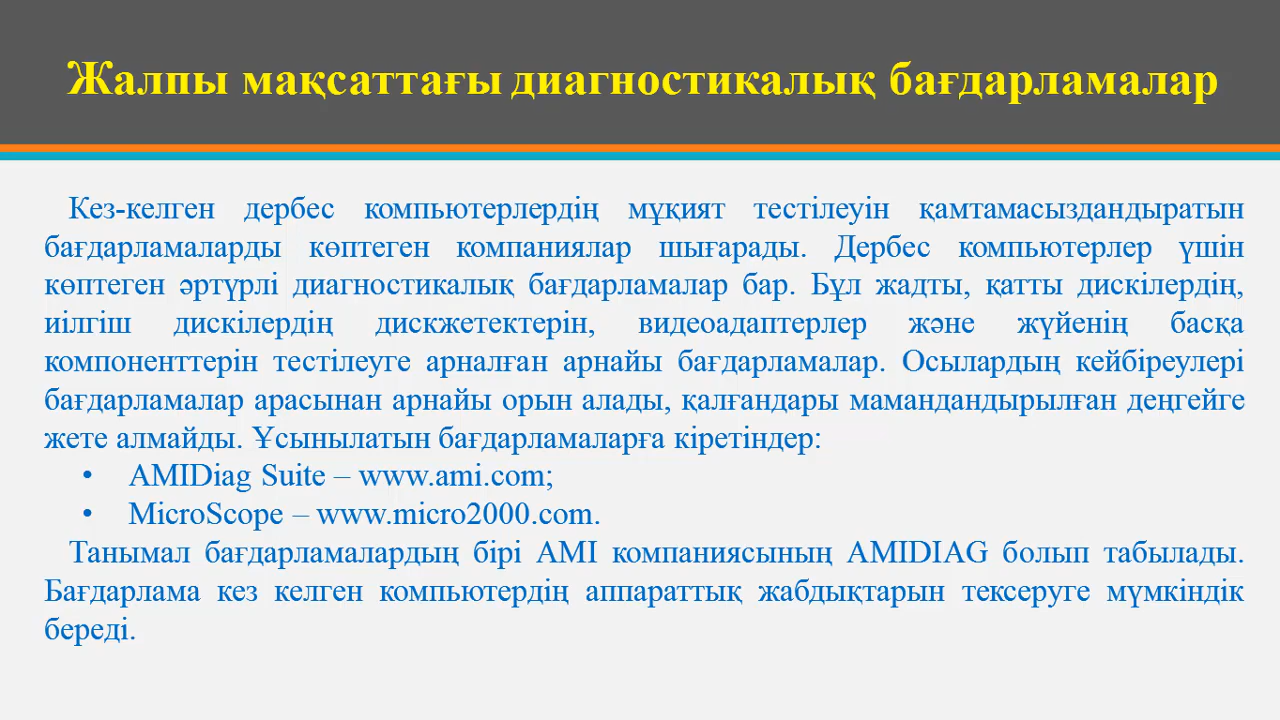 Жалпы мақсаттағы диагностикалық бағдарламалар
Кез-келген дербес компьютерлердің мұқият тестілеуін қамтамасыздандыратын
бағдарламаларды көптеген компаниялар шығарады. Дербес компьютерлер үшін
көптеген әртүрлі диагностикалық бағдарламалар бар. Бұл жадты, қатты дискілердің,
иілгіш дискілердің дискжетектерін, видеоадаптерлер және жүйенің басқа
компоненттерін тестілеуге арналған арнайы бағдарламалар. Осылардың кейбіреулері
бағдарламалар арасынан арнайы орын алады, қалғандары мамандандырылған деңгейге
жете алмайды. Ұсынылатын бағдарламаларға кіретіндер:
• AMIDiag Suite – www.ami.com;
• MicroScope – www.micro2000.com.
Танымал бағдарламалардың бірі AMI компаниясының AMIDIAG болып табылады.
Бағдарлама кез келген компьютердің аппараттық жабдықтарын тексеруге мүмкіндік
береді.